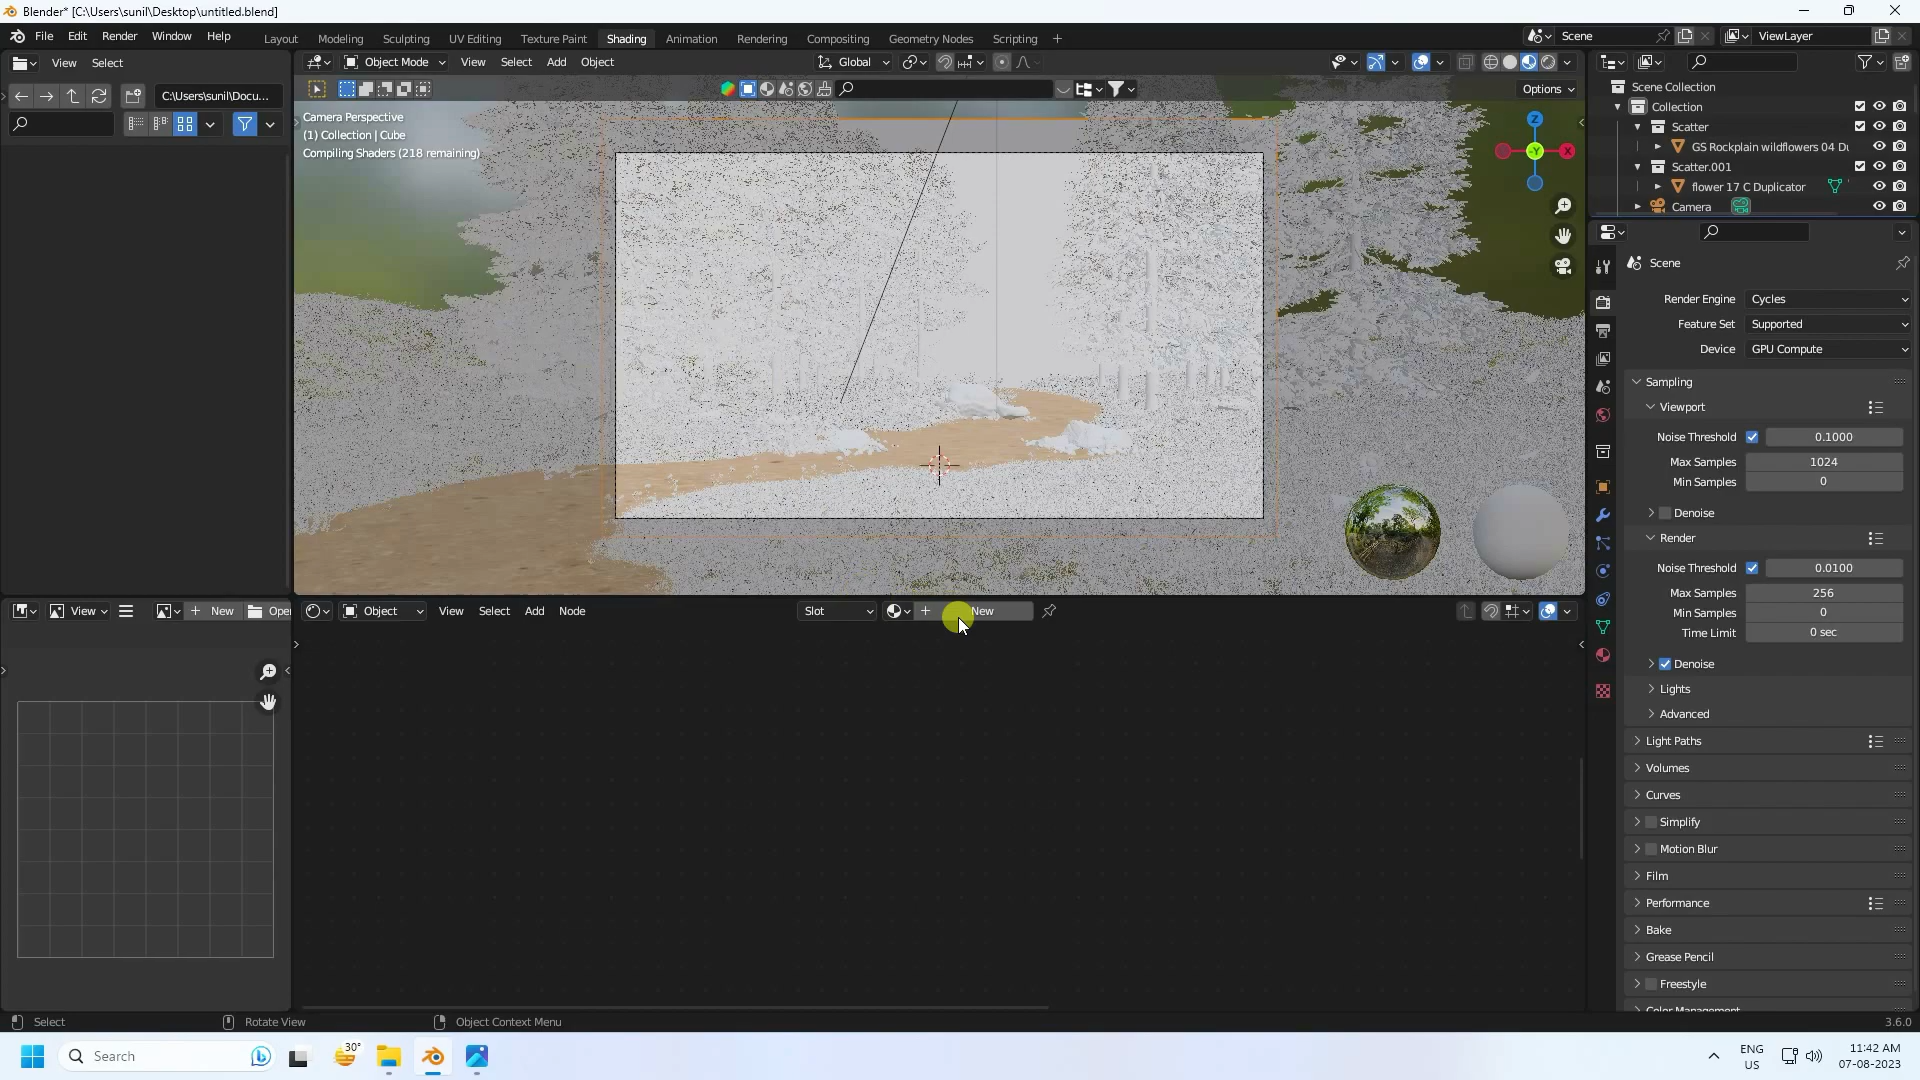 Blender* [C:\Users\sunil\Desktop\untitled.blend]
File Edit Render Window Help
Layout Modeling Sculpting UV Editing Texture Paint Shading Animation Rendering Compositing Geometry Nodes Scripting
Scene
ViewLayer
View Select
Object Mode View Select Add Object
Global
C:\Users\sunil\Docu...
Options
Camera Perspective
(1) Collection | Cube
Compiling Shaders (218 remaining)
Z
-Y
X
Scene Collection
Collection
Scatter
GS Rockplain wildflowers 04 Du
Scatter.001
flower 17 C Duplicator
Camera
Scene
Render Engine Cycles
Feature Set Supported
Device GPU Compute
Sampling
Viewport
Noise Threshold 0.1000
Max Samples 1024
Min Samples 0
Denoise
Render
Noise Threshold 0.0100
Max Samples 256
Min Samples 0
Time Limit 0 sec
Denoise
Lights
Advanced
Light Paths
Volumes
Curves
Simplify
Motion Blur
Film
Performance
Bake
Grease Pencil
Freestyle
Color Management
View New Open
Object View Select Add Node
Slot New
Select Rotate View Object Context Menu
3.6.0
Search
30°
ENG
US
11:42 AM
07-08-2023